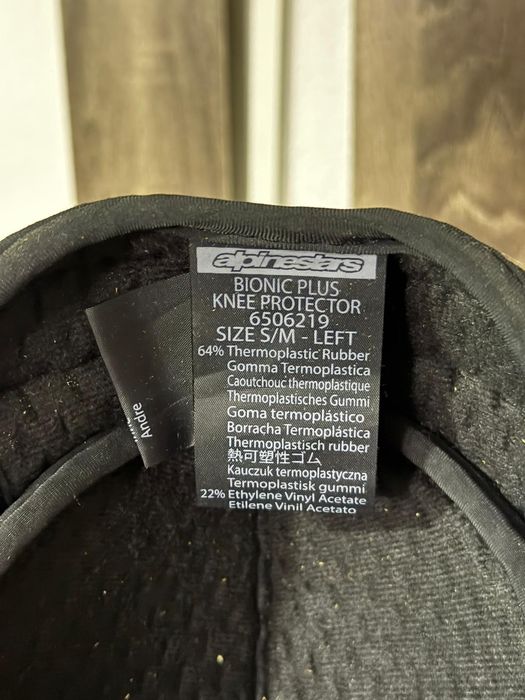 alpinestars
BIONIC PLUS
KNEE PROTECTOR
6506219
SIZE S/M - LEFT
64% Thermoplastic Rubber
Gomma Termoplastica
Caoutchouc thermoplastique
Thermoplastisches Gummi
Goma termoplástico
Borracha Termoplástica
Thermoplastisch rubber
熱可塑性ゴム
Kauczuk termoplastyczna
Termoplastisk gummi
22% Ethylene Vinyl Acetate
Etilene Vinil Acetato
Andre